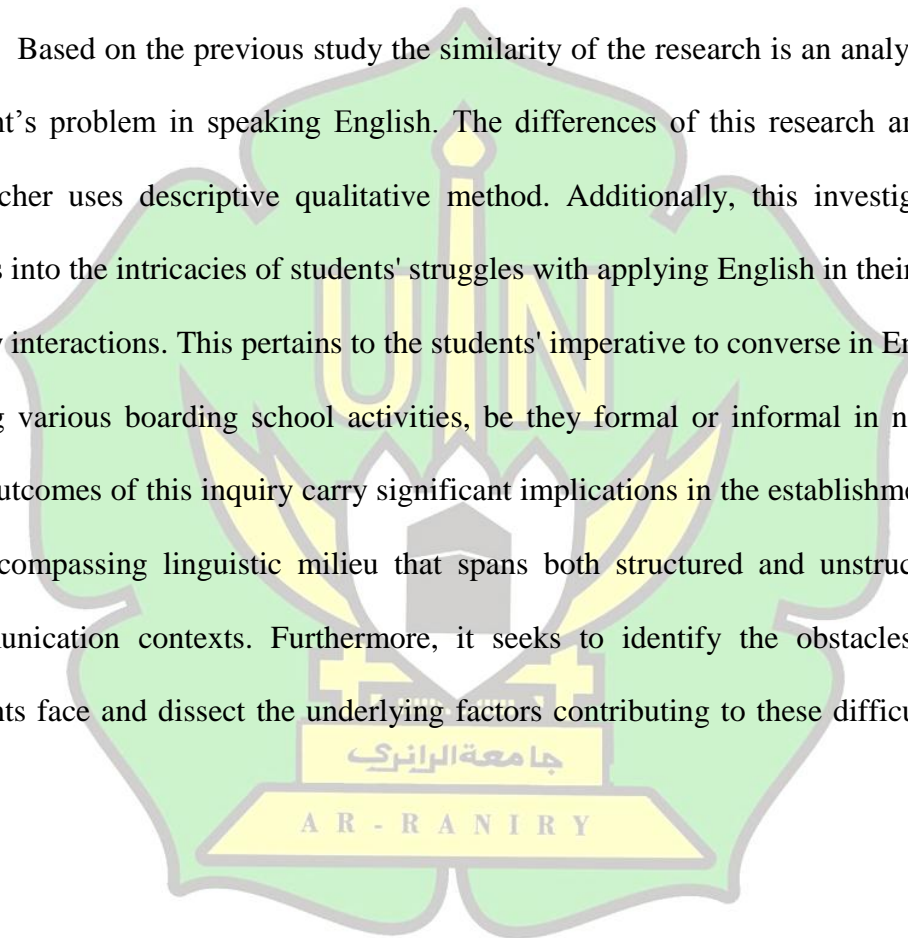 Based on the previous study the similarity of the research is an analy
nt’s problem in speaking English. The differences of this research ar
cher uses descriptive qualitative method. Additionally, this investig
s into the intricacies of students' struggles with applying English in their
y interactions. This pertains to the students' imperative to converse in En
g various boarding school activities, be they formal or informal in n
utcomes of this inquiry carry significant implications in the establishme
compassing linguistic milieu that spans both structured and unstruc
unication contexts. Furthermore, it seeks to identify the obstacles
nts face and dissect the underlying factors contributing to these difficu
UIN
جامعةالرانري
AR-RANIRY